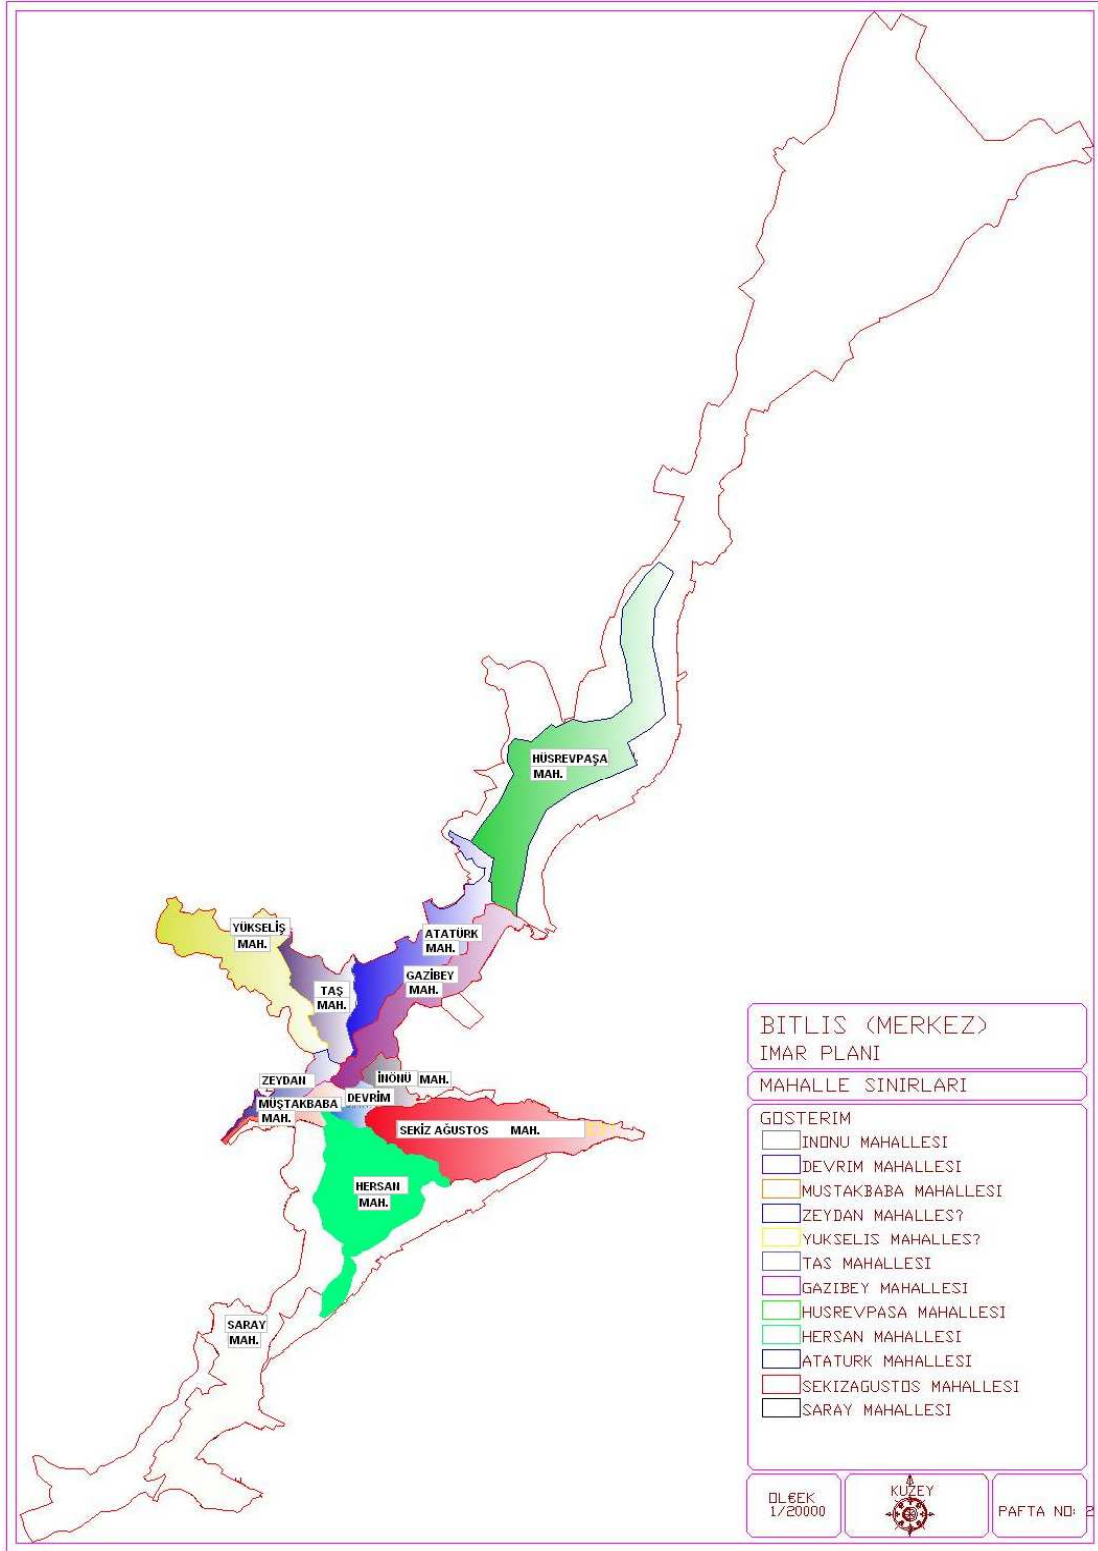 HÜSREVPAŞA
MAH.
YÜKSELİŞ
MAH.
ATATÜRK
MAH.
GAZİBEY
MAH.
TAŞ
MAH.
ZEYDAN
İNÖNÜ MAH.
DEVRİM
MÜŞTAKBABA
MAH.
SEKİZ AĞUSTOS MAH.
HERSAN
MAH.
SARAY
MAH.
BITLIS (MERKEZ)
IMAR PLANI
MAHALLE SINIRLARI
GOSTERIM
INONU MAHALLESI
DEVRIM MAHALLESI
MUSTAKBABA MAHALLESI
ZEYDAN MAHALLES?
YUKSELIS MAHALLES?
TAS MAHALLESI
GAZIBEY MAHALLESI
HUSREVPASA MAHALLESI
HERSAN MAHALLESI
ATATURK MAHALLESI
SEKIZAGUSTOS MAHALLESI
SARAY MAHALLESI
OL€EK
1/20000
KUZEY
PAFTA NO: 2